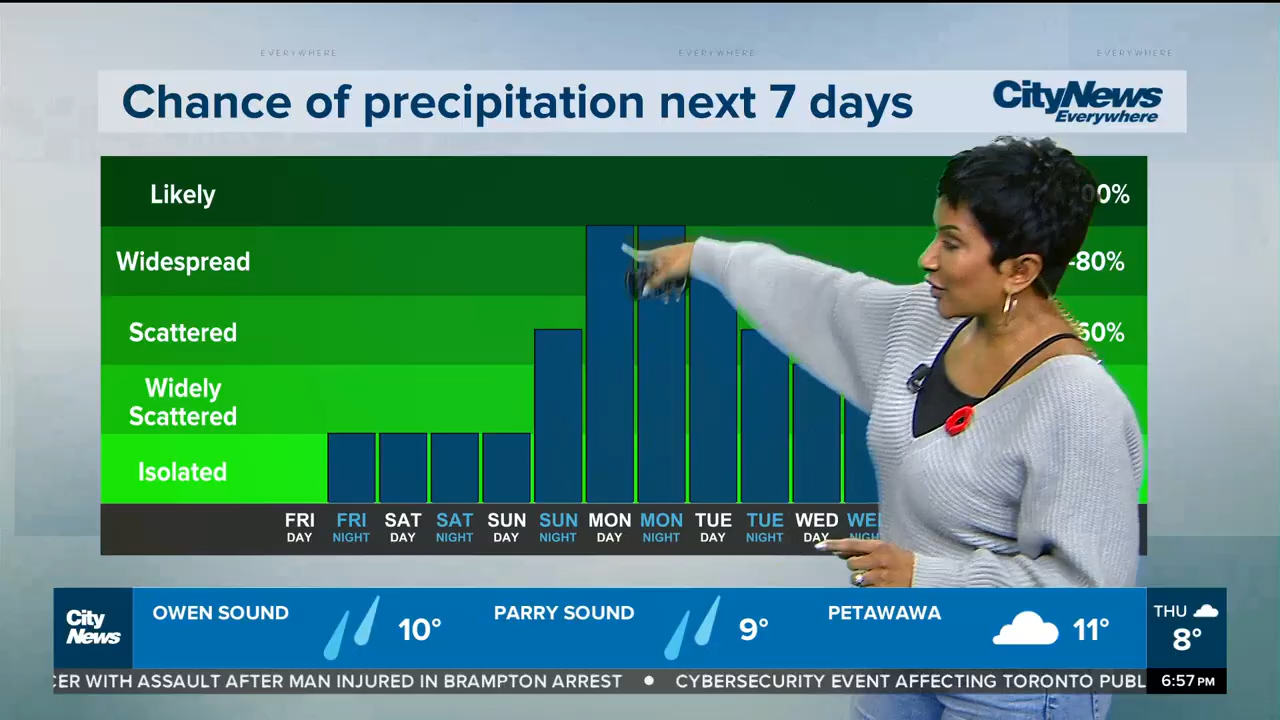 EVERYWHERE EVERYWHERE EVERYWHERE
Chance of precipitation next 7 days
CityNews
Everywhere
Likely
Widespread
80%
Scattered
Widely
Scattered
Isolated
FRI FRI SAT SAT SUN SUN MON MON TUE TUE WED WED
DAY NIGHT DAY NIGHT DAY NIGHT DAY NIGHT DAY NIGHT DAY
City
News
OWEN SOUND 10°
PARRY SOUND 9°
PETAWAWA 11°
THU
8°
WITH ASSAULT AFTER MAN INJURED IN BRAMPTON ARREST • CYBERSECURITY EVENT AFFECTING TORONTO PUBL
6:57 PM